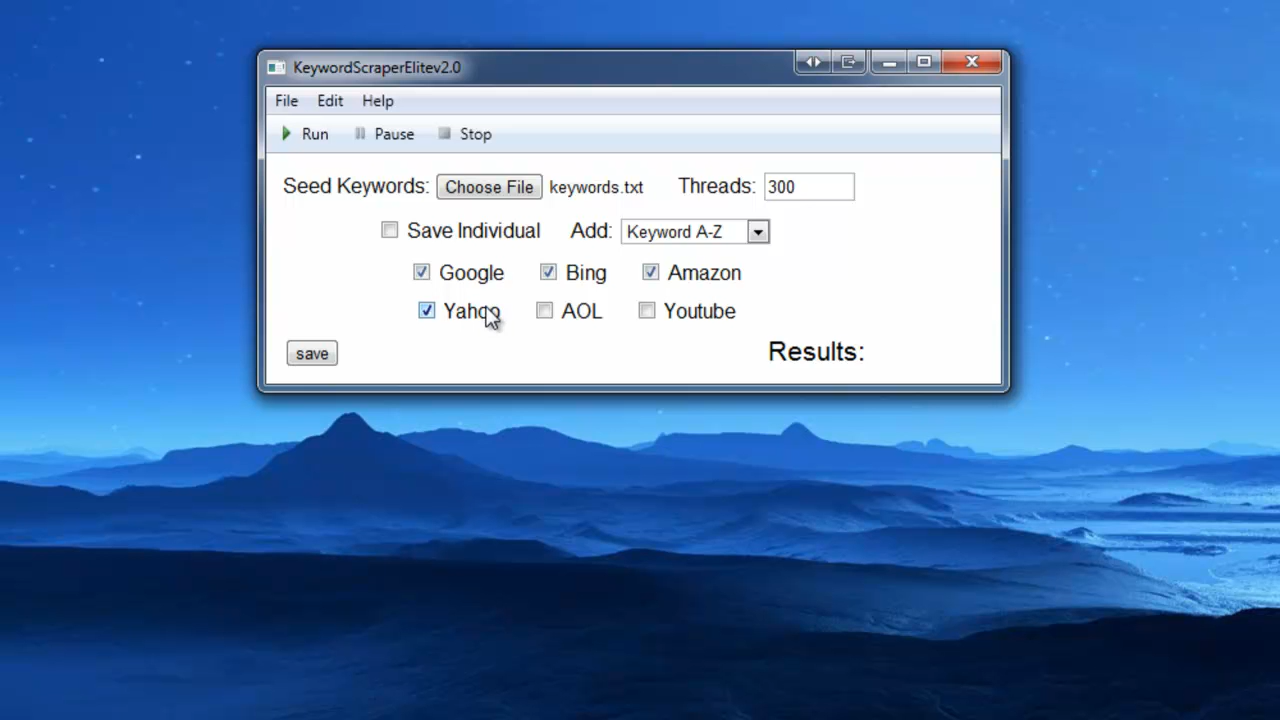 KeywordScraperElitev2.0
File Edit Help
Run Pause Stop
Seed Keywords: Choose File keywords.txt Threads: 300
Save Individual Add: Keyword A-Z
Google Bing Amazon
Yahoo AOL Youtube
save Results: